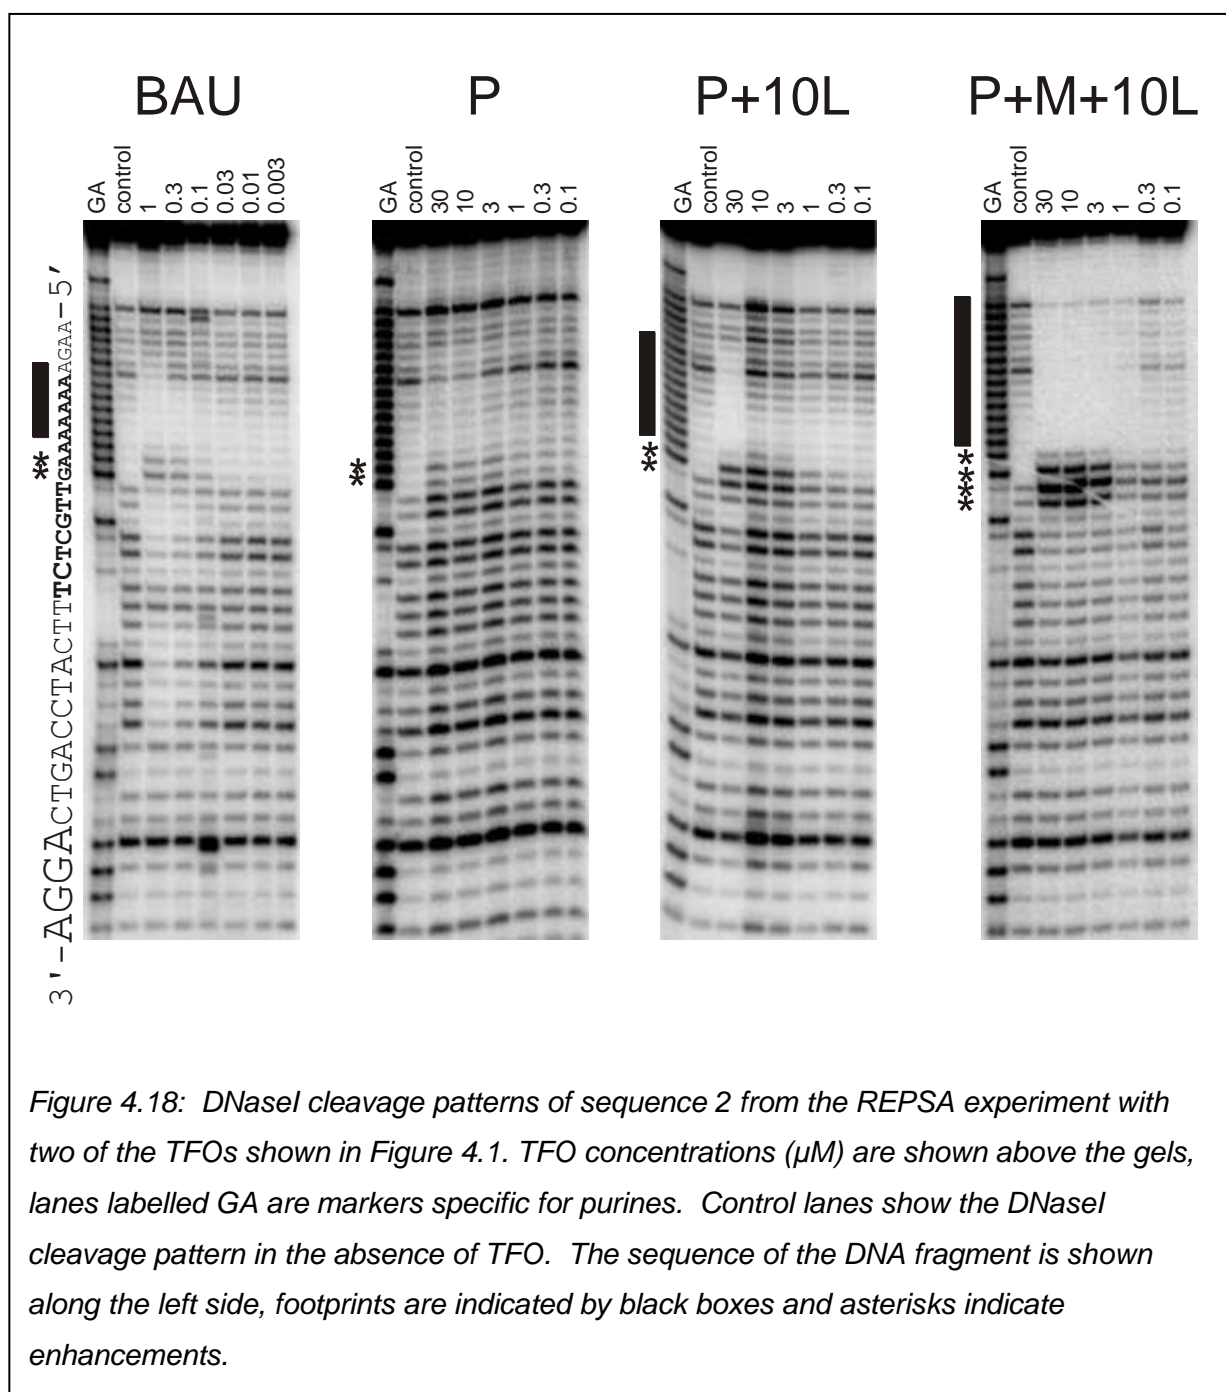 BAU P P+10L P+M+10L
GA control 1 0.3 0.1 0.03 0.01 0.003
GA control 30 10 3 1 0.3 0.1
GA control 30 10 3 1 0.3 0.1
GA control 30 10 3 1 0.3 0.1
3'-AGGACTGACCTACTTTCTCGTTGAAAAAAAAAGAA-5'
**
**
**
****
Figure 4.18: DNaseI cleavage patterns of sequence 2 from the REPSA experiment with
two of the TFOs shown in Figure 4.1. TFO concentrations (µM) are shown above the gels,
lanes labelled GA are markers specific for purines. Control lanes show the DNaseI
cleavage pattern in the absence of TFO. The sequence of the DNA fragment is shown
along the left side, footprints are indicated by black boxes and asterisks indicate
enhancements.